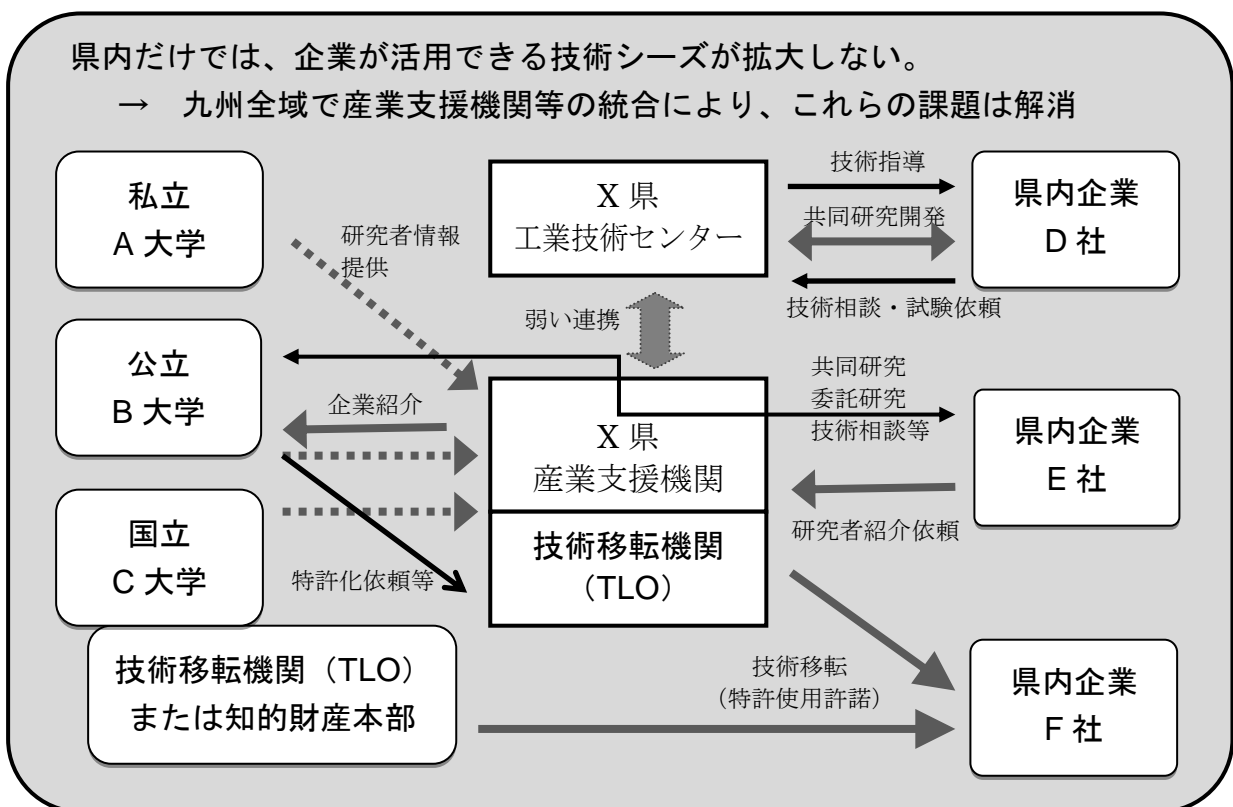 県内だけでは、企業が活用できる技術シーズが拡大しない。
→ 九州全域で産業支援機関等の統合により、これらの課題は解消
私立
A 大学
研究者情報
提供
X 県
工業技術センター
技術指導
共同研究開発
技術相談・試験依頼
県内企業
D 社
弱い連携
公立
B 大学
企業紹介
X 県
産業支援機関
共同研究
委託研究
技術相談等
県内企業
E 社
研究者紹介依頼
国立
C 大学
特許化依頼等
技術移転機関
（TLO）
技術移転機関（TLO）
または知的財産本部
技術移転
（特許使用許諾）
県内企業
F 社